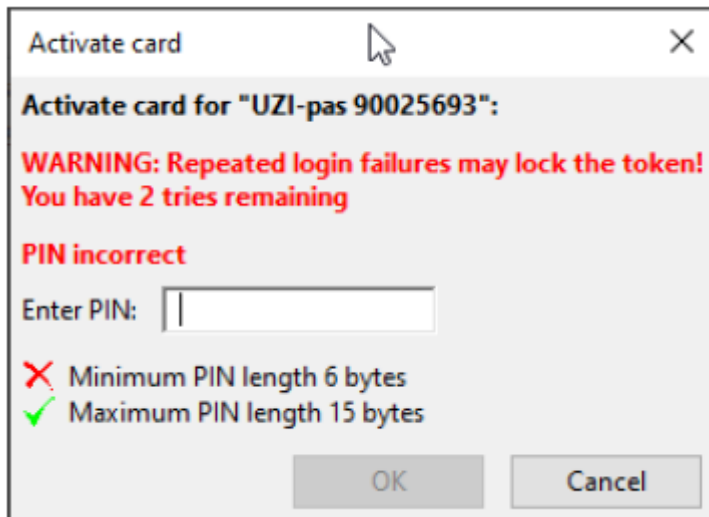 Activate card
Activate card for "UZI-pas 90025693":
WARNING: Repeated login failures may lock the token!
You have 2 tries remaining
PIN incorrect
Enter PIN:
Minimum PIN length 6 bytes
Maximum PIN length 15 bytes
OK Cancel